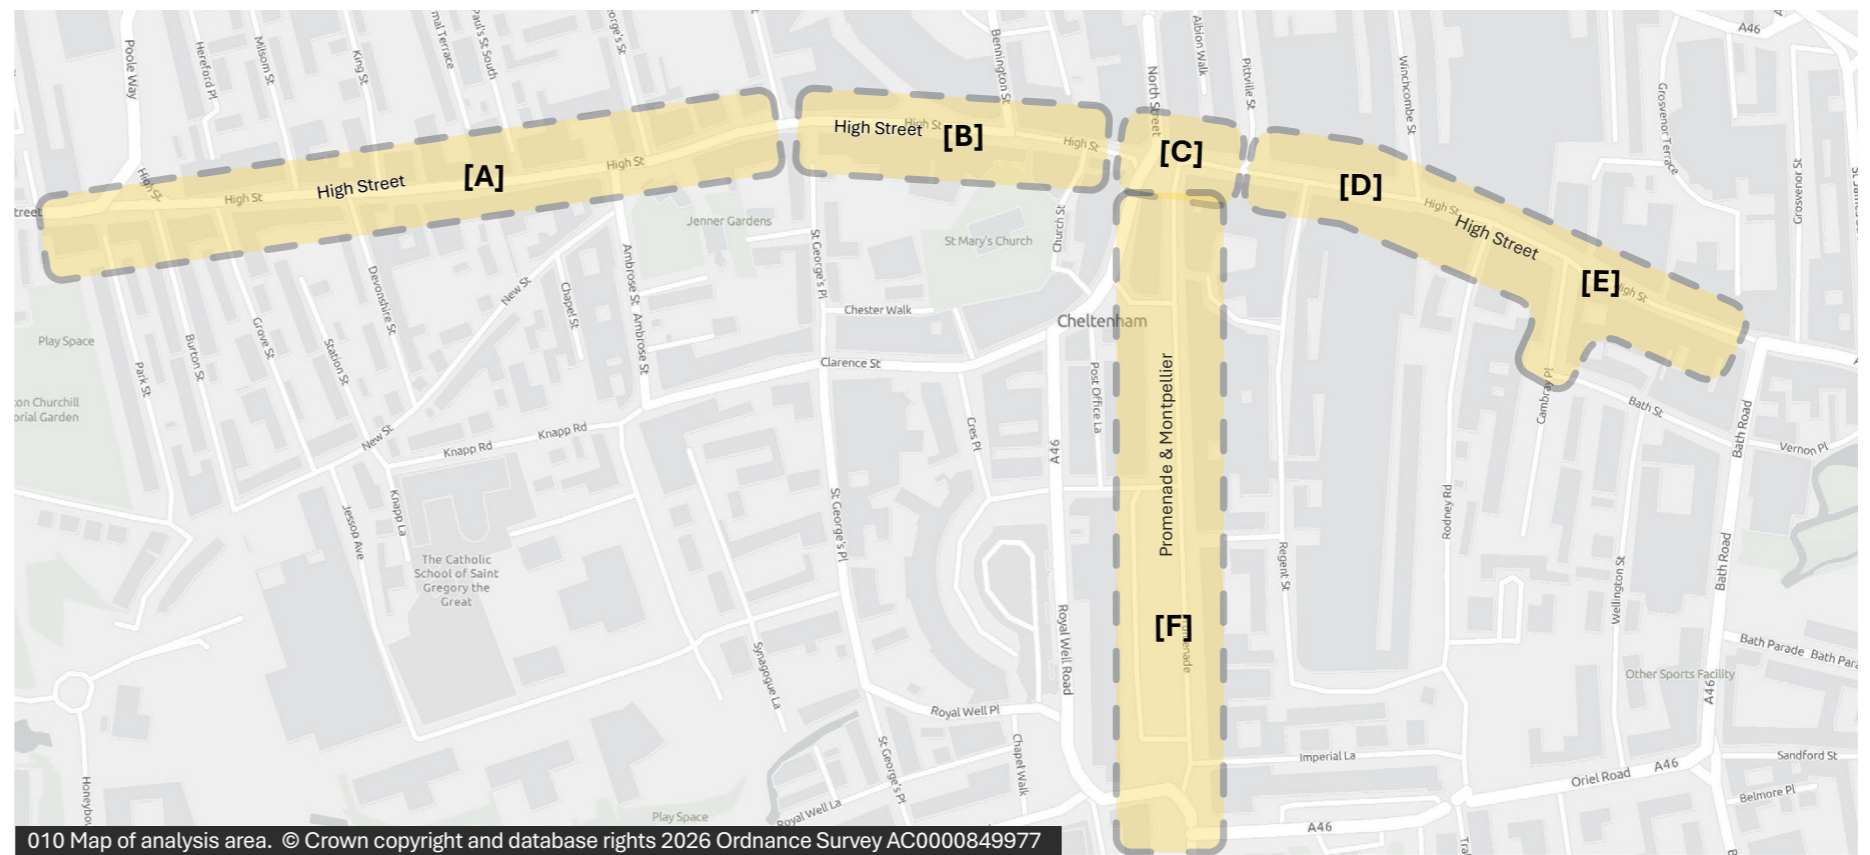 A46
Poole Way
Hereford Pl
Milsom St
King St
Paul's St South
Bennington St
North Street
Albion Walk
Pittville St
Winchcombe St
Grosvenor Terrace
Grosvenor St
High St
High St
High Street
[A]
High St
High Street
High St
[B]
High St
[C]
[D]
High St
High Street
[E]
High St
Jenner Gardens
St Mary's Church
Church St
St George's Pl
Ambrose St
Ambrose St
Chapel St
New St
Devonshire St
Grove St
Station St
Burton St
Park St
Play Space
Chester Walk
Cheltenham
Clarence St
Post Office La
Promenade & Montpellier
Cambray Pl
Bath St
Bath Road
Vernon Pl
New St
Knapp Rd
Knapp Rd
Cres Pl
A46
Knapp La
Jessop Ave
St George's Pl
Rodney Rd
Regent St
Wellington St
Bath Road
The Catholic
School of Saint
Gregory the
Great
Synagogue La
Royal Well Road
[F]
Bath Parade
Other Sports Facility
A46
Royal Well Pl
Chapel Walk
St George's Pl
Imperial La
Oriel Road
A46
Sandford St
Belmore Pl
Royal Well La
Play Space
A46
010 Map of analysis area. © Crown copyright and database rights 2026 Ordnance Survey AC0000849977